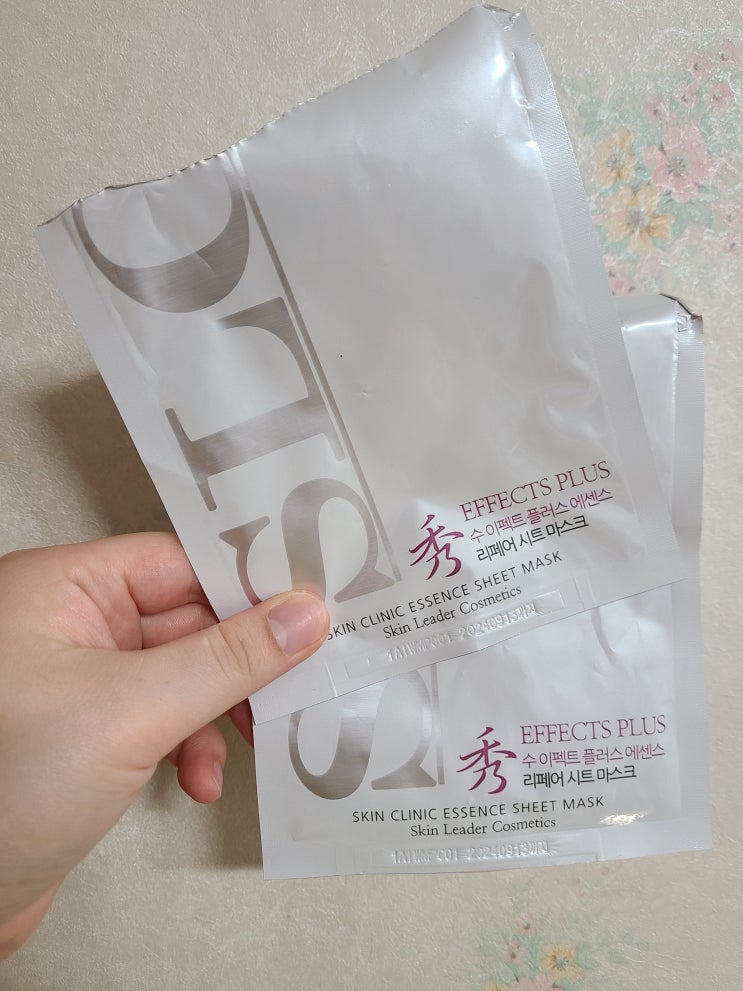 SLC
秀
EFFECTS PLUS
수 이펙트 플러스 에센스
리페어 시트 마스크
SKIN CLINIC ESSENCE SHEET MASK
Skin Leader Cosmetics
20240913
S
秀
EFFECTS PLUS
수 이펙트 플러스 에센스
리페어 시트 마스크
SKIN CLINIC ESSENCE SHEET MASK
Skin Leader Cosmetics
20240913